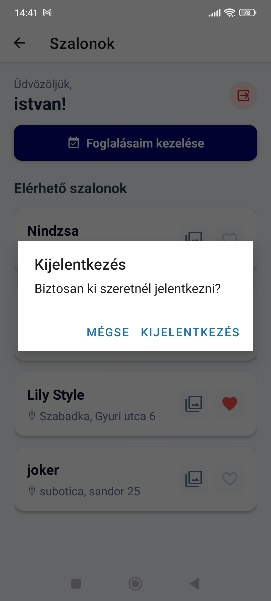 14:41
Szalonok
Üdvözöljük,
istvan!
Foglalásaim kezelése
Elérhető szalonok
Nindzsa
Kijelentkezés
Biztosan ki szeretnél jelentkezni?
MÉGSE KIJELENTKEZÉS
Lily Style
Szabadka, Gyuri utca 6
joker
subotica, sandor 25